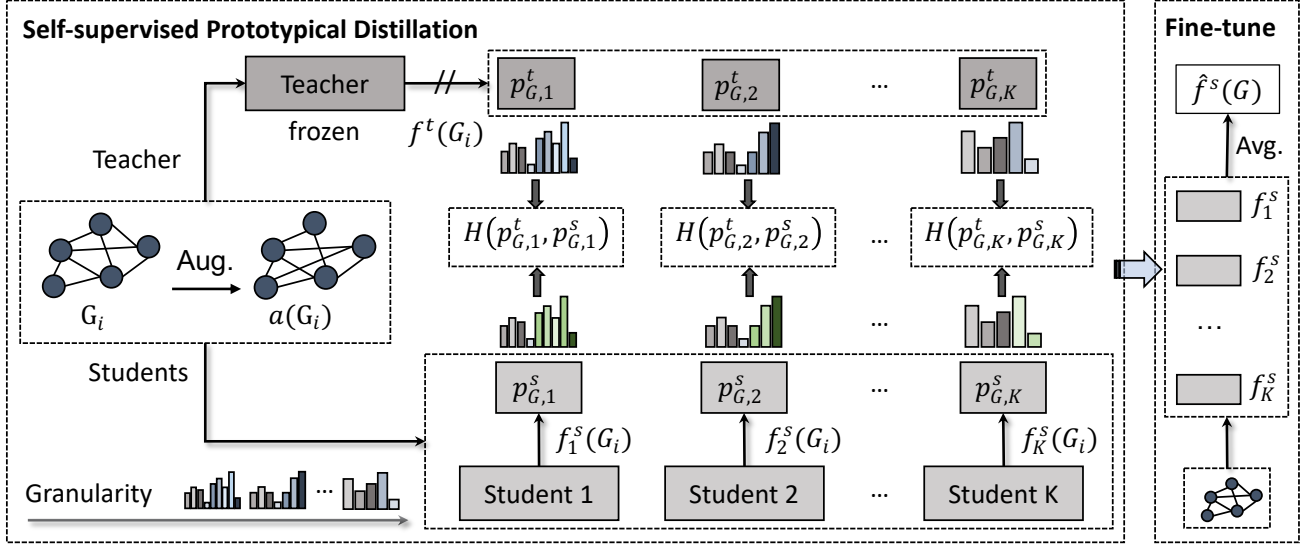 Self-supervised Prototypical Distillation
Fine-tune
Teacher
frozen
//
f^t(G_i)
p^t_{G,1}
p^t_{G,2}
...
p^t_{G,K}
f̂^s(G)
Avg.
Teacher
G_i
Aug.
a(G_i)
H(p^t_{G,1}, p^s_{G,1})
H(p^t_{G,2}, p^s_{G,2})
...
H(p^t_{G,K}, p^s_{G,K})
f^s_1
f^s_2
...
f^s_K
Students
...
p^s_{G,1}
p^s_{G,2}
...
p^s_{G,K}
f^s_1(G_i)
f^s_2(G_i)
f^s_K(G_i)
Student 1
Student 2
...
Student K
Granularity
...